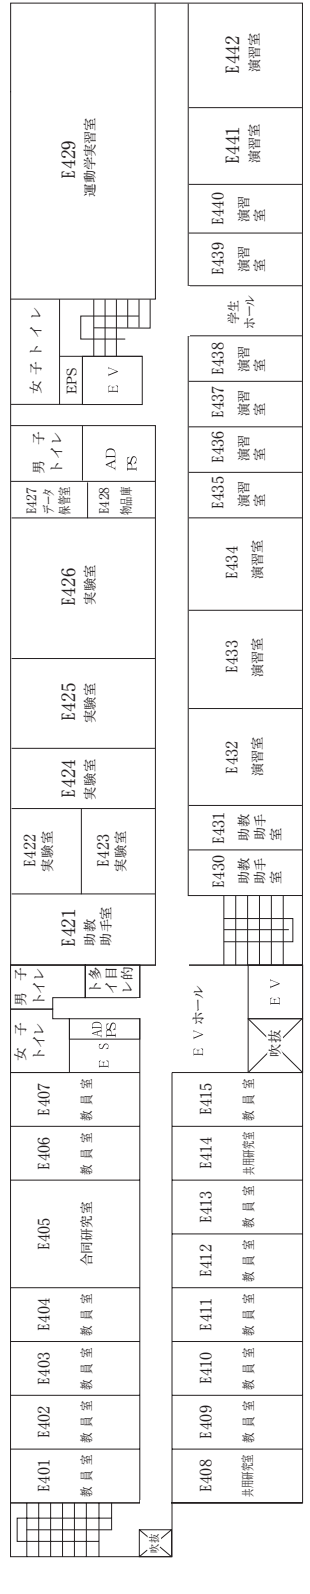 E429
運動学実習室
女子トイレ
EPS
EV
男子
トイレ
AD
PS
E427
データ
保管室
E428
物品庫
E426
実験室
E425
実験室
E424
実験室
E422
実験室
E423
実験室
E421
助教
助手室
男子
トイレ
多目的
トイレ
女子
トイレ
AD
PS
ES
E407
教員室
E406
教員室
E405
合同研究室
E404
教員室
E403
教員室
E402
教員室
E401
教員室
吹抜
E442
演習室
E441
演習室
E440
演習
室
E439
演習
室
学生
ホール
E438
演習
室
E437
演習
室
E436
演習
室
E435
演習
室
E434
演習室
E433
演習室
E432
演習室
E431
助教
助手
室
E430
助教
助手
室
EVホール
EV
吹抜
E415
教員室
E414
共用研究室
E413
教員室
E412
教員室
E411
教員室
E410
教員室
E409
教員室
E408
共用研究室